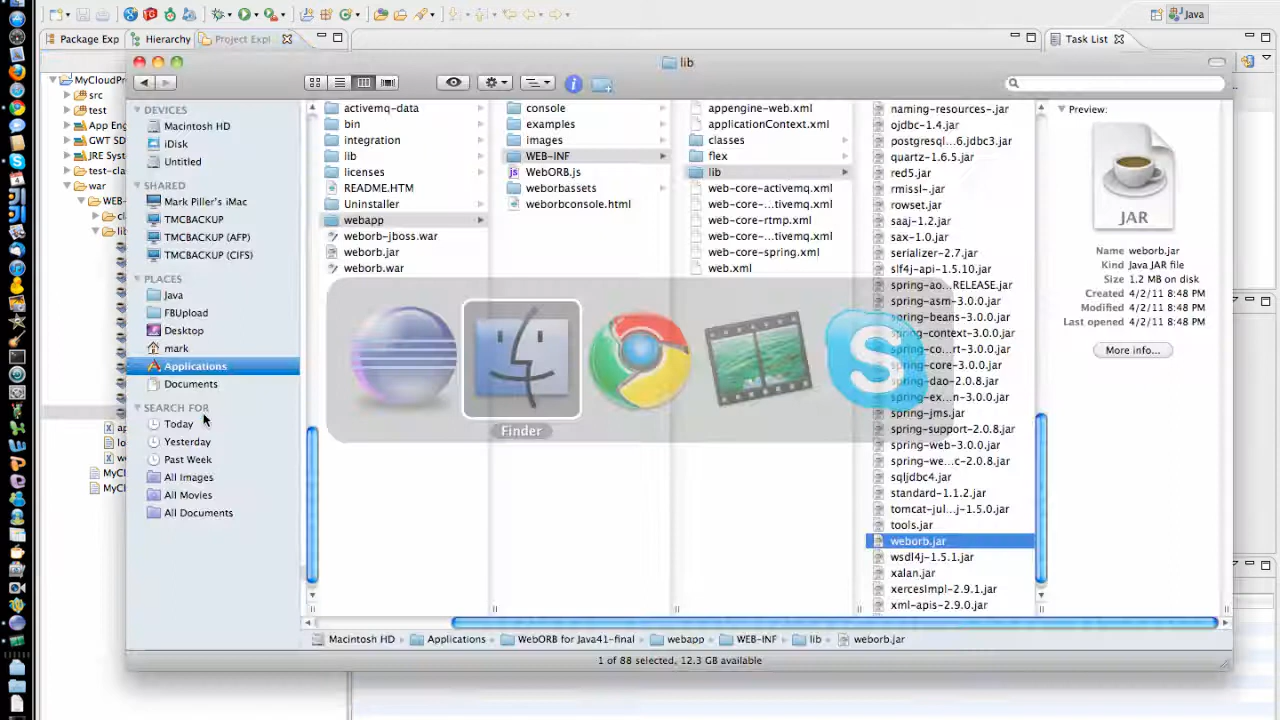 Java
Package Exp
Hierarchy
Project Expl
lib
Task List
MyCloudPr
src
test
App En
GWT SD
JRE Syst
test-cla
war
WEB-
cl
lib
ap
lo
w
MyCl
MyCl
DEVICES
Macintosh HD
iDisk
Untitled
SHARED
Mark Piller's iMac
TMCBACKUP
TMCBACKUP (AFP)
TMCBACKUP (CIFS)
PLACES
Java
FBUpload
Desktop
mark
Applications
Documents
SEARCH FOR
Today
Yesterday
Past Week
All Images
All Movies
All Documents
activemq-data
bin
integration
lib
licenses
README.HTM
Uninstaller
webapp
weborb-jboss.war
weborb.jar
weborb.war
console
examples
images
WEB-INF
WebORB.js
weborbassets
weborbconsole.html
appengine-web.xml
applicationContext.xml
classes
flex
lib
web-core-activemq.xml
web-core-...tivemq.xml
web-core-rtmp.xml
web-core-...tivemq.xml
web-core-spring.xml
web.xml
naming-resources-.jar
ojdbc-1.4.jar
postgresql...6.jdbc3.jar
quartz-1.6.5.jar
red5.jar
rmissl-.jar
rowset.jar
saaj-1.2.jar
sax-1.0.jar
serializer-2.7.jar
slf4j-api-1.5.10.jar
spring-ao...RELEASE.jar
spring-asm-3.0.0.jar
spring-beans-3.0.0.jar
spring-context-3.0.0.jar
spring-co...rt-3.0.0.jar
spring-co...-3.0.0.jar
spring-dao-2.0.8.jar
spring-ex...n-3.0.0.jar
spring-jms.jar
spring-support-2.0.8.jar
spring-web-3.0.0.jar
spring-we...c-2.0.8.jar
sqljdbc4.jar
standard-1.1.2.jar
tomcat-jul...j-1.5.0.jar
tools.jar
weborb.jar
wsdl4j-1.5.1.jar
xalan.jar
xercesImpl-2.9.1.jar
xml-apis-2.9.0.jar
Preview:
JAR
Name weborb.jar
Kind Java JAR file
Size 1.2 MB on disk
Created 4/2/11 8:48 PM
Modified 4/2/11 8:48 PM
Last opened 4/2/11 8:48 PM
More info...
Finder
Macintosh HD
Applications
WebORB for Java41-final
webapp
WEB-INF
lib
weborb.jar
1 of 88 selected, 12.3 GB available